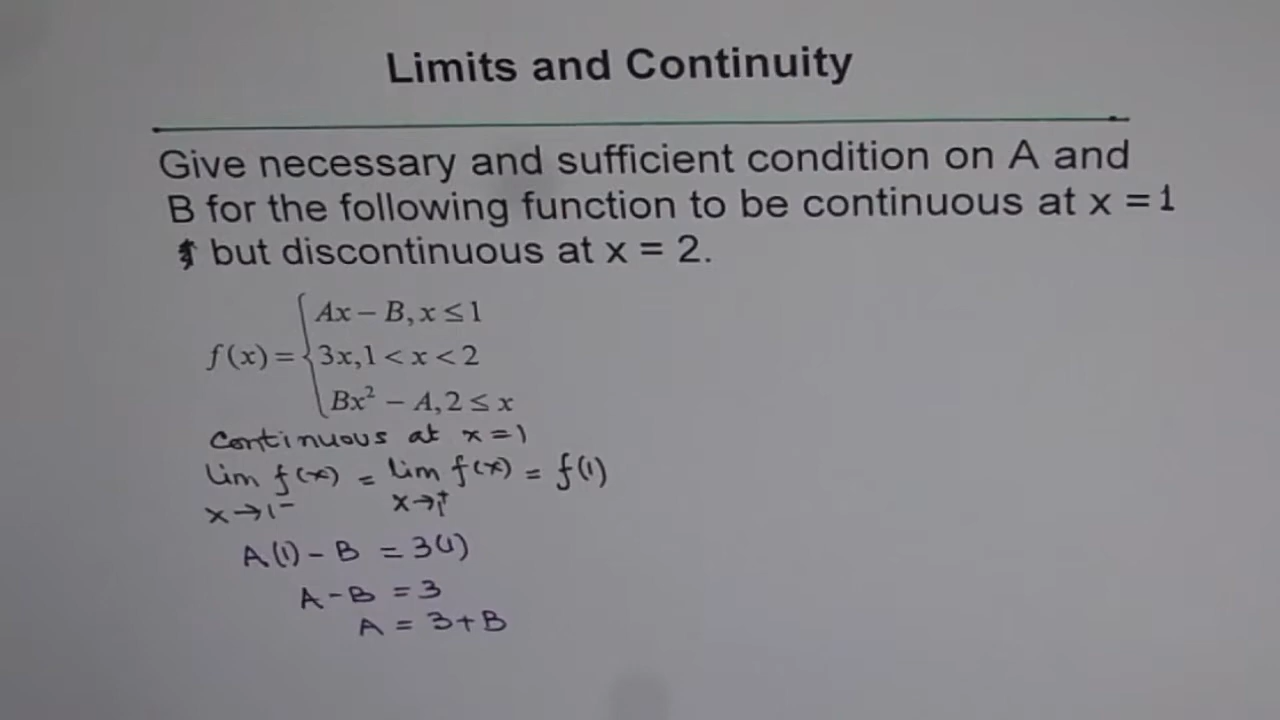 Limits and Continuity
Give necessary and sufficient condition on A and
B for the following function to be continuous at x = 1
but discontinuous at x = 2.
Ax − B, x ≤ 1
f(x) = { 3x, 1 < x < 2
Bx² − A, 2 ≤ x
Continuous at x = 1
lim f(x) = lim f(x) = f(1)
x→1⁻ x→1⁺
A(1) − B = 3(1)
A − B = 3
A = 3 + B